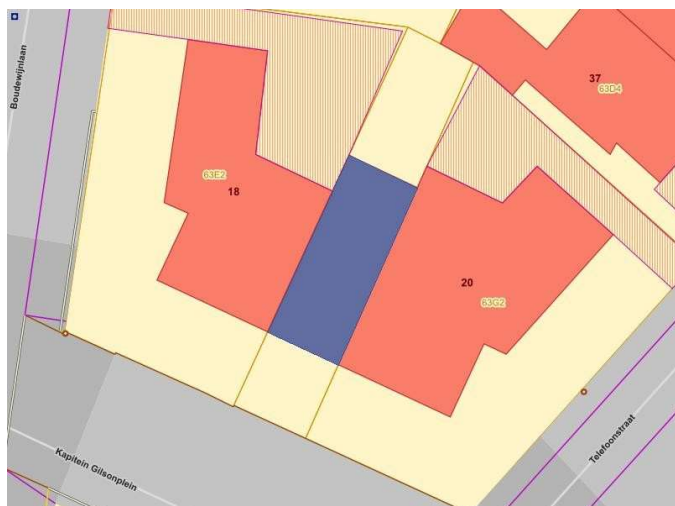 Boudewijnlaan
37
63D4
63E2
18
20
63G2
Kapitein Gilsonplein
Telefoonstraat